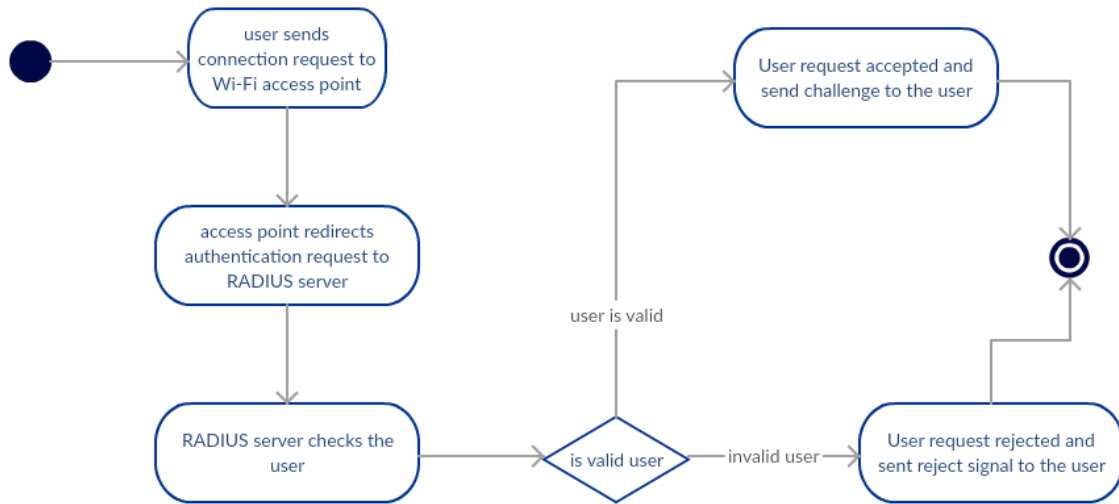 user sends
connection request to
Wi-Fi access point
access point redirects
authentication request to
RADIUS server
RADIUS server checks the
user
is valid user
user is valid
User request accepted and
send challenge to the user
invalid user
User request rejected and
sent reject signal to the user